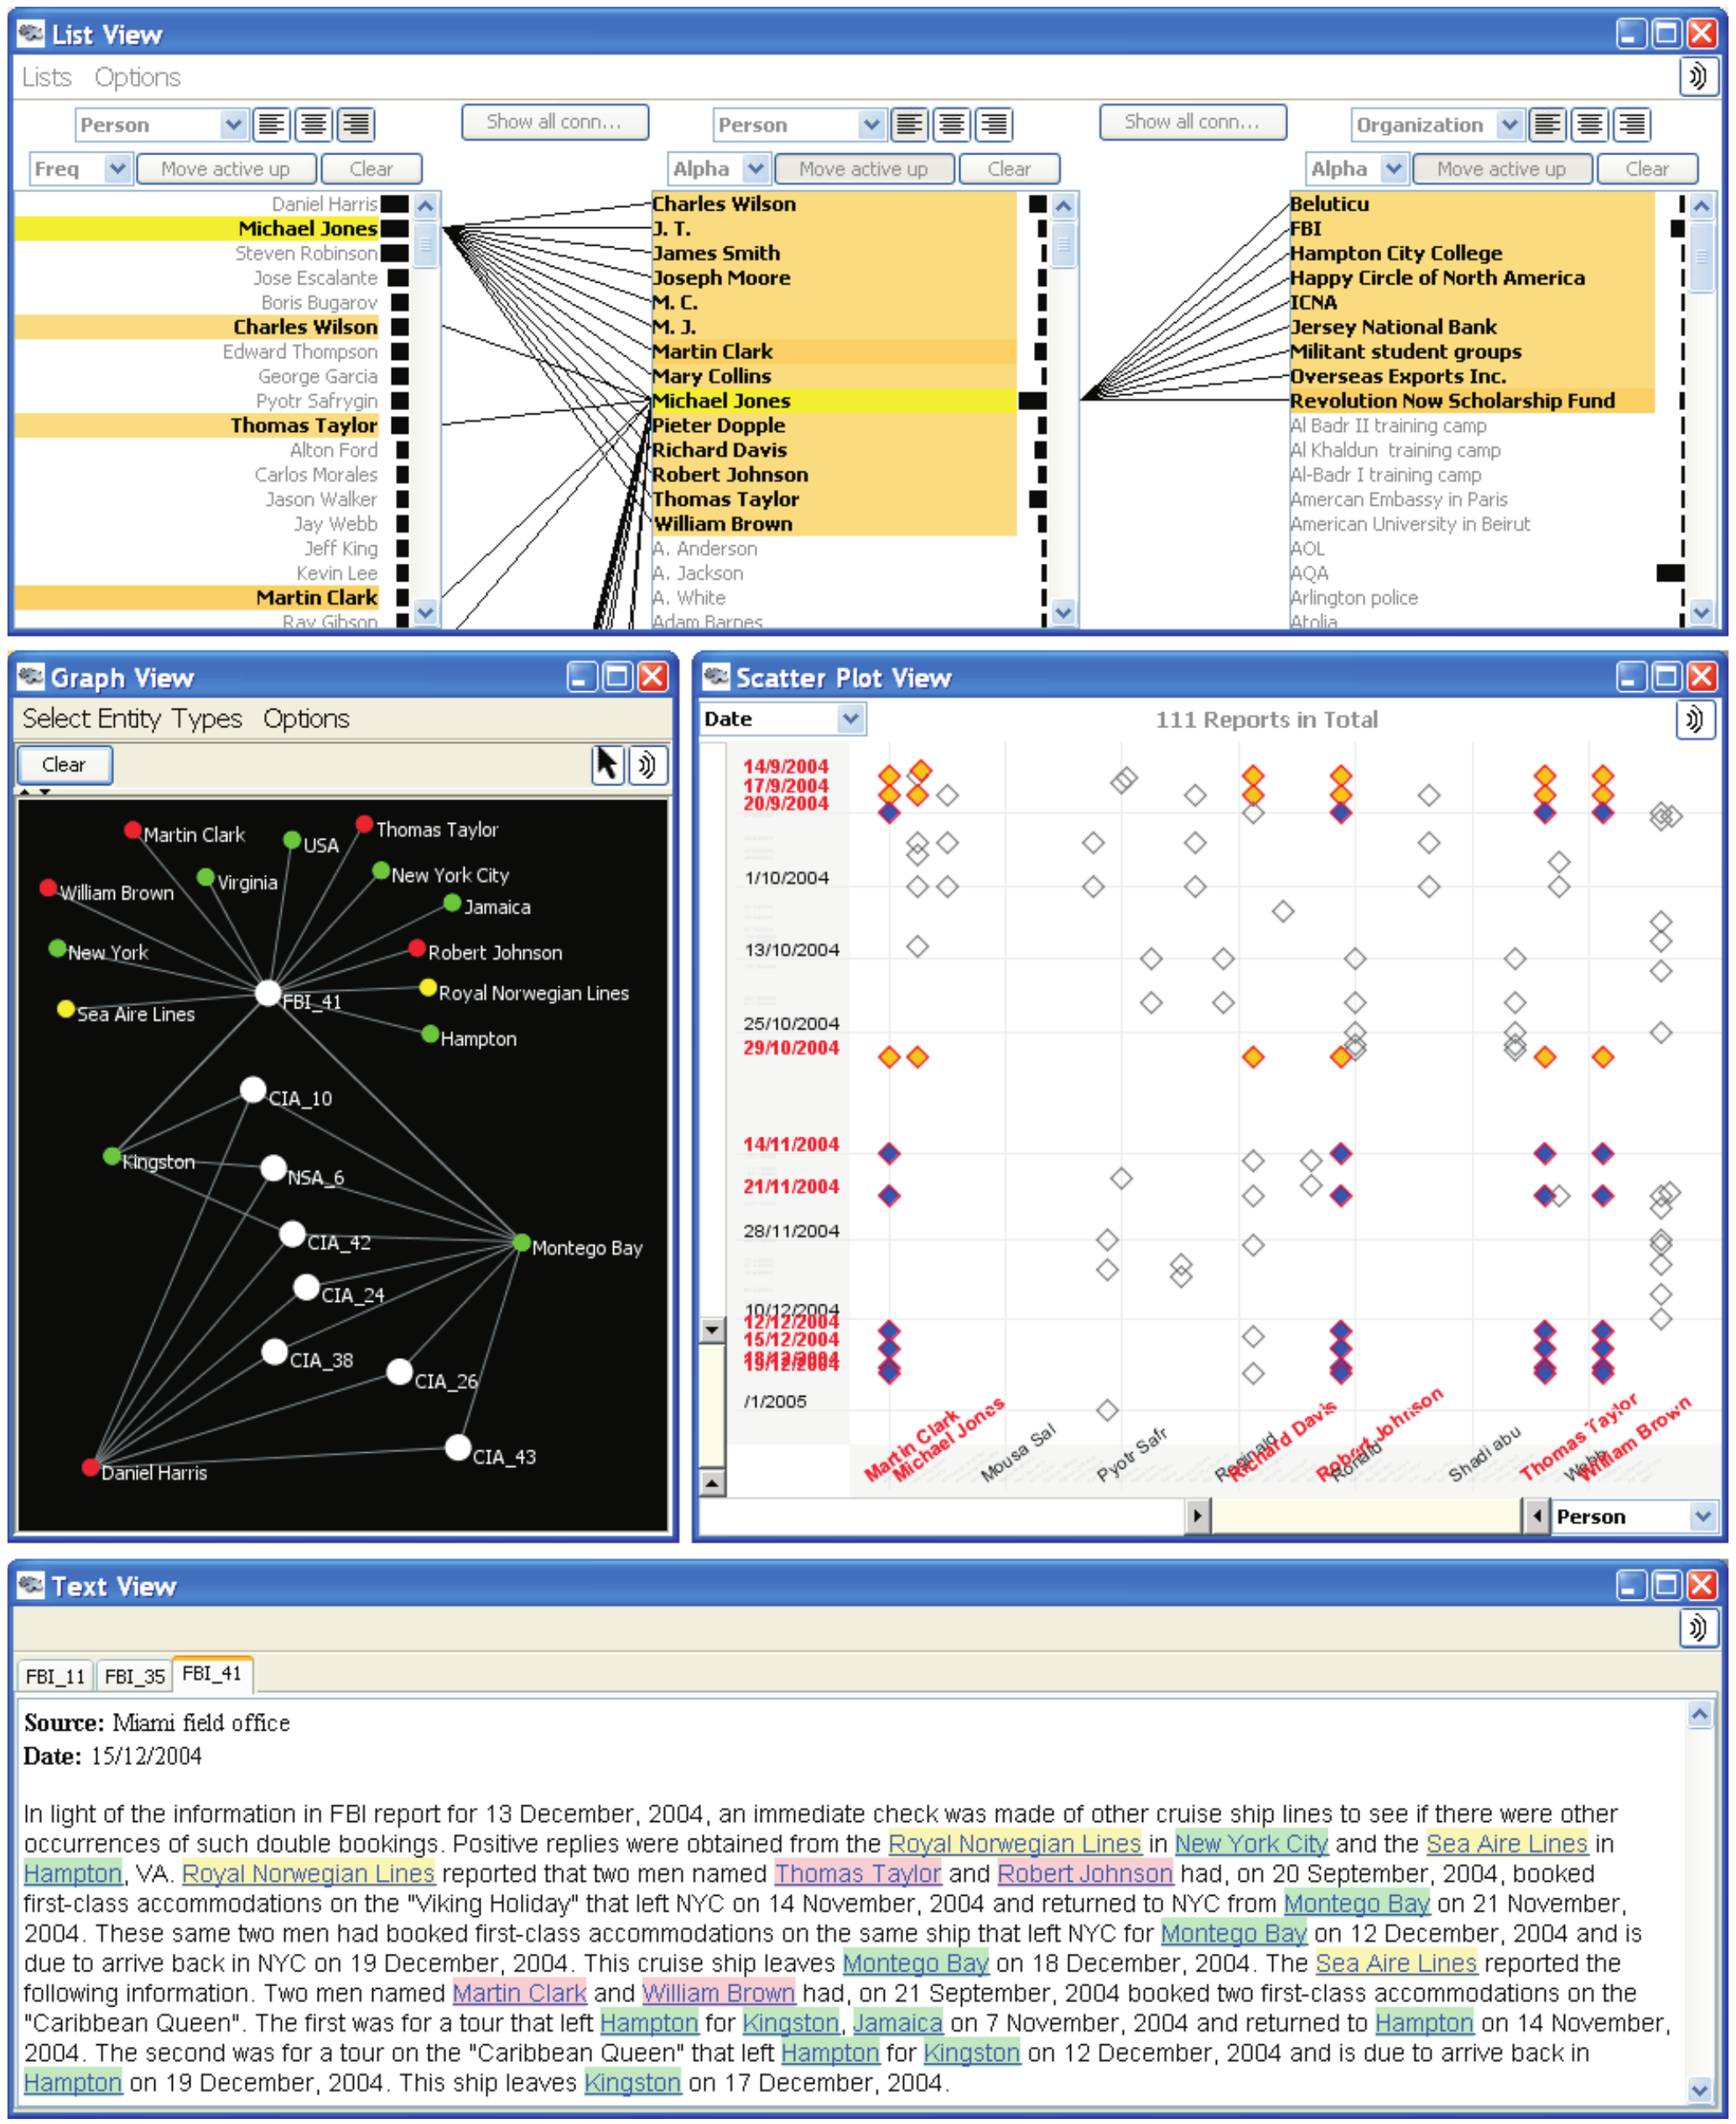 List View
Lists Options
Person Show all conn... Person Show all conn... Organization
Freq Move active up Clear Alpha Move active up Clear Alpha Move active up Clear
Daniel Harris Charles Wilson Beluticu
Michael Jones J. T. FBI
Steven Robinson James Smith Hampton City College
Jose Escalante Joseph Moore Happy Circle of North America
Boris Bugarov M. C. ICNA
Charles Wilson M. J. Jersey National Bank
Edward Thompson Martin Clark Militant student groups
George Garcia Mary Collins Overseas Exports Inc.
Pyotr Safrygin Michael Jones Revolution Now Scholarship Fund
Thomas Taylor Pieter Dopple Al Badr II training camp
Alton Ford Richard Davis Al Khaldun training camp
Carlos Morales Robert Johnson Al-Badr I training camp
Jason Walker Thomas Taylor Amercan Embassy in Paris
Jay Webb William Brown American University in Beirut
Jeff King A. Anderson AOL
Kevin Lee A. Jackson AQA
Martin Clark A. White Arlington police
Ray Gibson Adam Barnes Atolia
Graph View
Select Entity Types Options
Clear
Martin Clark
USA
Thomas Taylor
Virginia
New York City
William Brown
Jamaica
New York
Robert Johnson
FBI_41
Royal Norwegian Lines
Sea Aire Lines
Hampton
CIA_10
Kingston
NSA_6
CIA_42
Montego Bay
CIA_24
CIA_38
CIA_26
CIA_43
Daniel Harris
Scatter Plot View
Date 111 Reports in Total
14/9/2004
17/9/2004
20/9/2004
1/10/2004
13/10/2004
25/10/2004
29/10/2004
14/11/2004
21/11/2004
28/11/2004
10/12/2004
12/12/2004
15/12/2004
19/12/2004
/1/2005
Martin Clark
Michael Jones
Mousa Sal
Pyotr Safr
Reginald
Richard Davis
Robert Johnson
Ronald
Shadi abu
Thomas Taylor
Webb
William Brown
Person
Text View
FBI_11 FBI_35 FBI_41
Source: Miami field office
Date: 15/12/2004
In light of the information in FBI report for 13 December, 2004, an immediate check was made of other cruise ship lines to see if there were other
occurrences of such double bookings. Positive replies were obtained from the Royal Norwegian Lines in New York City and the Sea Aire Lines in
Hampton, VA. Royal Norwegian Lines reported that two men named Thomas Taylor and Robert Johnson had, on 20 September, 2004, booked
first-class accommodations on the "Viking Holiday" that left NYC on 14 November, 2004 and returned to NYC from Montego Bay on 21 November,
2004. These same two men had booked first-class accommodations on the same ship that left NYC for Montego Bay on 12 December, 2004 and is
due to arrive back in NYC on 19 December, 2004. This cruise ship leaves Montego Bay on 18 December, 2004. The Sea Aire Lines reported the
following information. Two men named Martin Clark and William Brown had, on 21 September, 2004 booked two first-class accommodations on the
"Caribbean Queen". The first was for a tour that left Hampton for Kingston, Jamaica on 7 November, 2004 and returned to Hampton on 14 November,
2004. The second was for a tour on the "Caribbean Queen" that left Hampton for Kingston on 12 December, 2004 and is due to arrive back in
Hampton on 19 December, 2004. This ship leaves Kingston on 17 December, 2004.